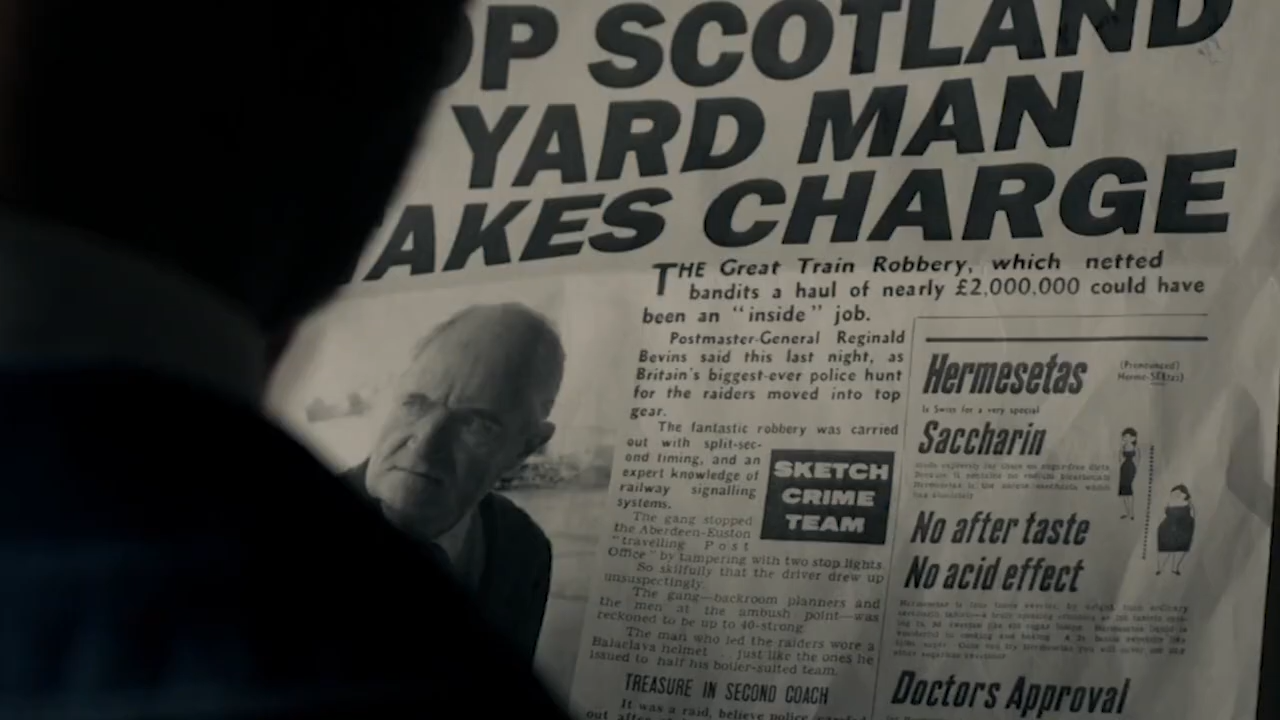 OP SCOTLAND
YARD MAN
AKES CHARGE
THE Great Train Robbery, which netted
bandits a haul of nearly £2,000,000 could have
been an "inside" job.
Postmaster-General Reginald
Bevins said this last night, as
Britain's biggest-ever police hunt
for the raiders moved into top
gear.
The fantastic robbery was carried
out with split-sec-
ond timing, and an
expert knowledge of
railway signalling
systems.
SKETCH
CRIME
TEAM
The gang stopped
the Aberdeen-Euston
"travelling Post
Office" by tampering with two stop lights.
So skilfully that the driver drew up
unsuspectingly.
The gang—backroom planners and
the men at the ambush point—was
reckoned to be up to 40-strong.
The man who led the raiders wore a
Balaclava helmet . . . just like the ones he
issued to half his boiler-suited team.
TREASURE IN SECOND COACH
It was a raid, believe police
Hermesetas
(Pronounced)
Is Swiss for a very special
Saccharin
No after taste
No acid effect
Doctors Approval